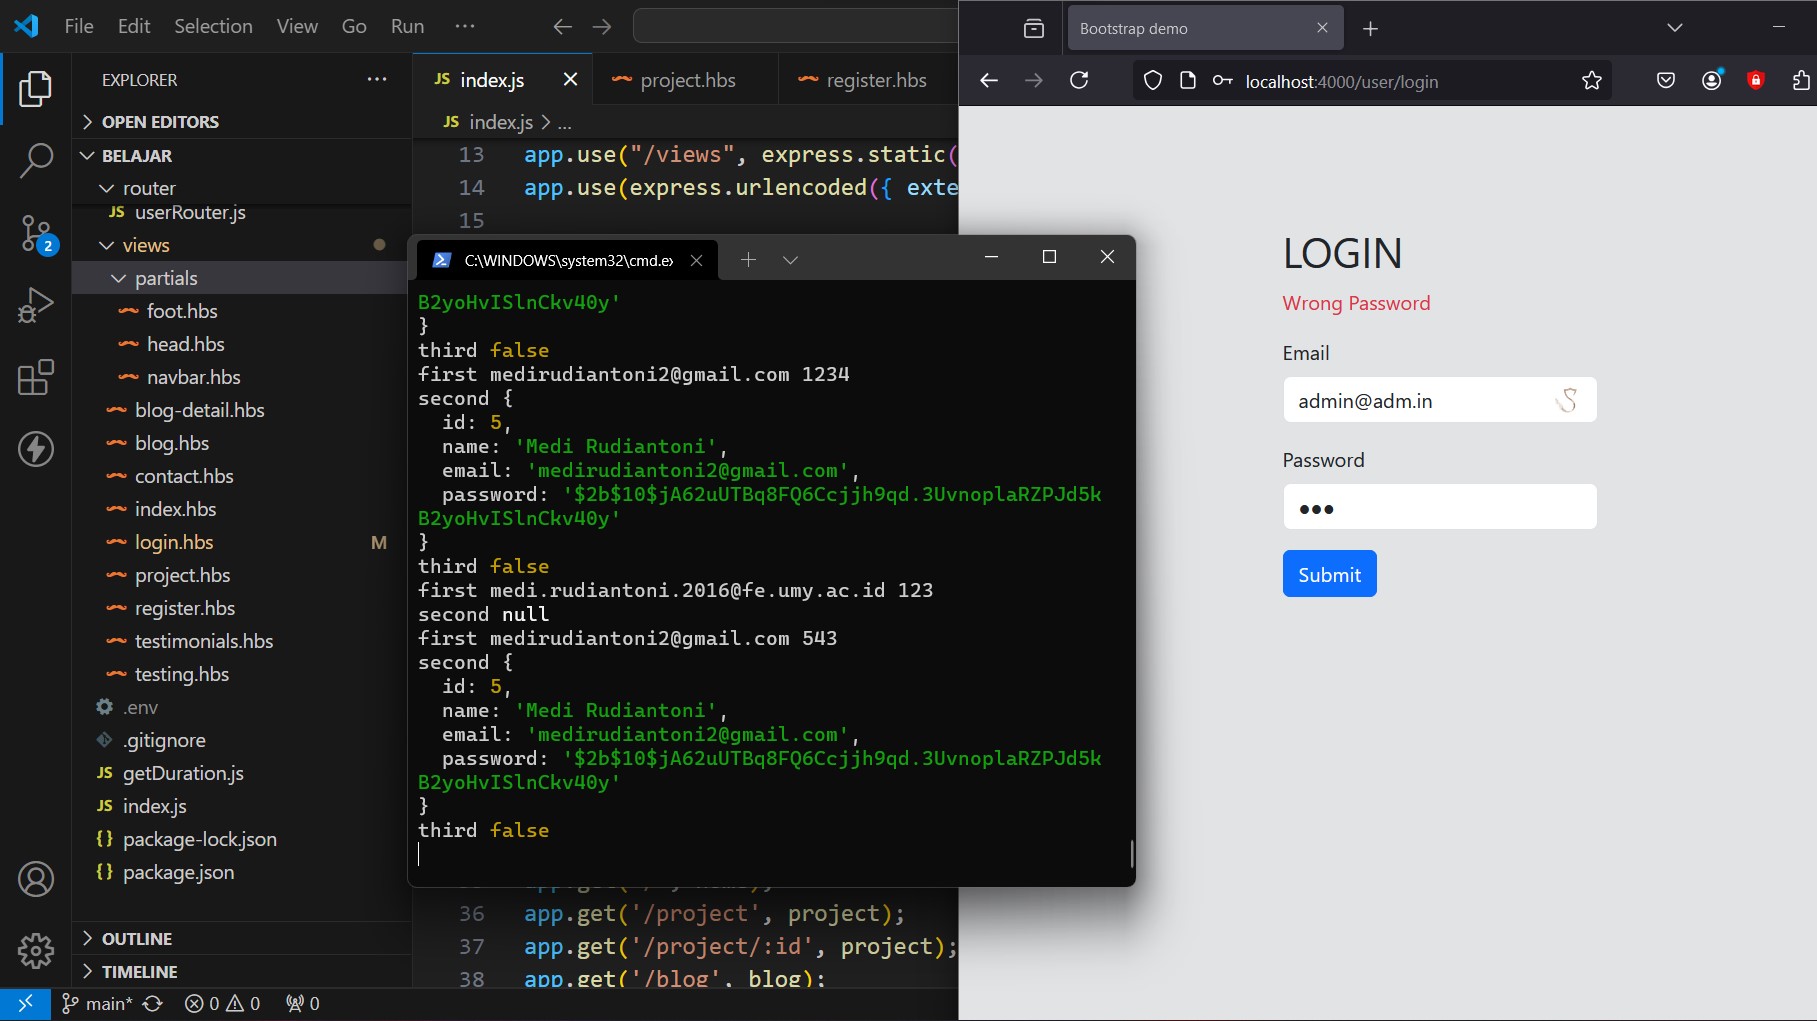 File Edit Selection View Go Run ···
EXPLORER ···
OPEN EDITORS
BELAJAR
router
JS userRouter.js
views
partials
foot.hbs
head.hbs
navbar.hbs
blog-detail.hbs
blog.hbs
contact.hbs
index.hbs
login.hbs M
project.hbs
register.hbs
testimonials.hbs
testing.hbs
.env
.gitignore
JS getDuration.js
JS index.js
{} package-lock.json
{} package.json
OUTLINE
TIMELINE
2
main* 0 0 0
JS index.js
project.hbs
register.hbs
JS index.js > ...
13 app.use("/views", express.static(
14 app.use(express.urlencoded({ exte
15
C:\WINDOWS\system32\cmd.ex
B2yoHvISlnCkv40y'
}
third false
first medirudiantoni2@gmail.com 1234
second {
id: 5,
name: 'Medi Rudiantoni',
email: 'medirudiantoni2@gmail.com',
password: '$2b$10$jA62uUTBq8FQ6Ccjjh9qd.3UvnoplaRZPJd5k
B2yoHvISlnCkv40y'
}
third false
first medi.rudiantoni.2016@fe.umy.ac.id 123
second null
first medirudiantoni2@gmail.com 543
second {
id: 5,
name: 'Medi Rudiantoni',
email: 'medirudiantoni2@gmail.com',
password: '$2b$10$jA62uUTBq8FQ6Ccjjh9qd.3UvnoplaRZPJd5k
B2yoHvISlnCkv40y'
}
third false
36 app.get('/project', project);
37 app.get('/project/:id', project);
38 app.get('/blog', blog);
Bootstrap demo
localhost:4000/user/login
LOGIN
Wrong Password
Email
admin@adm.in
Password
●●●
Submit